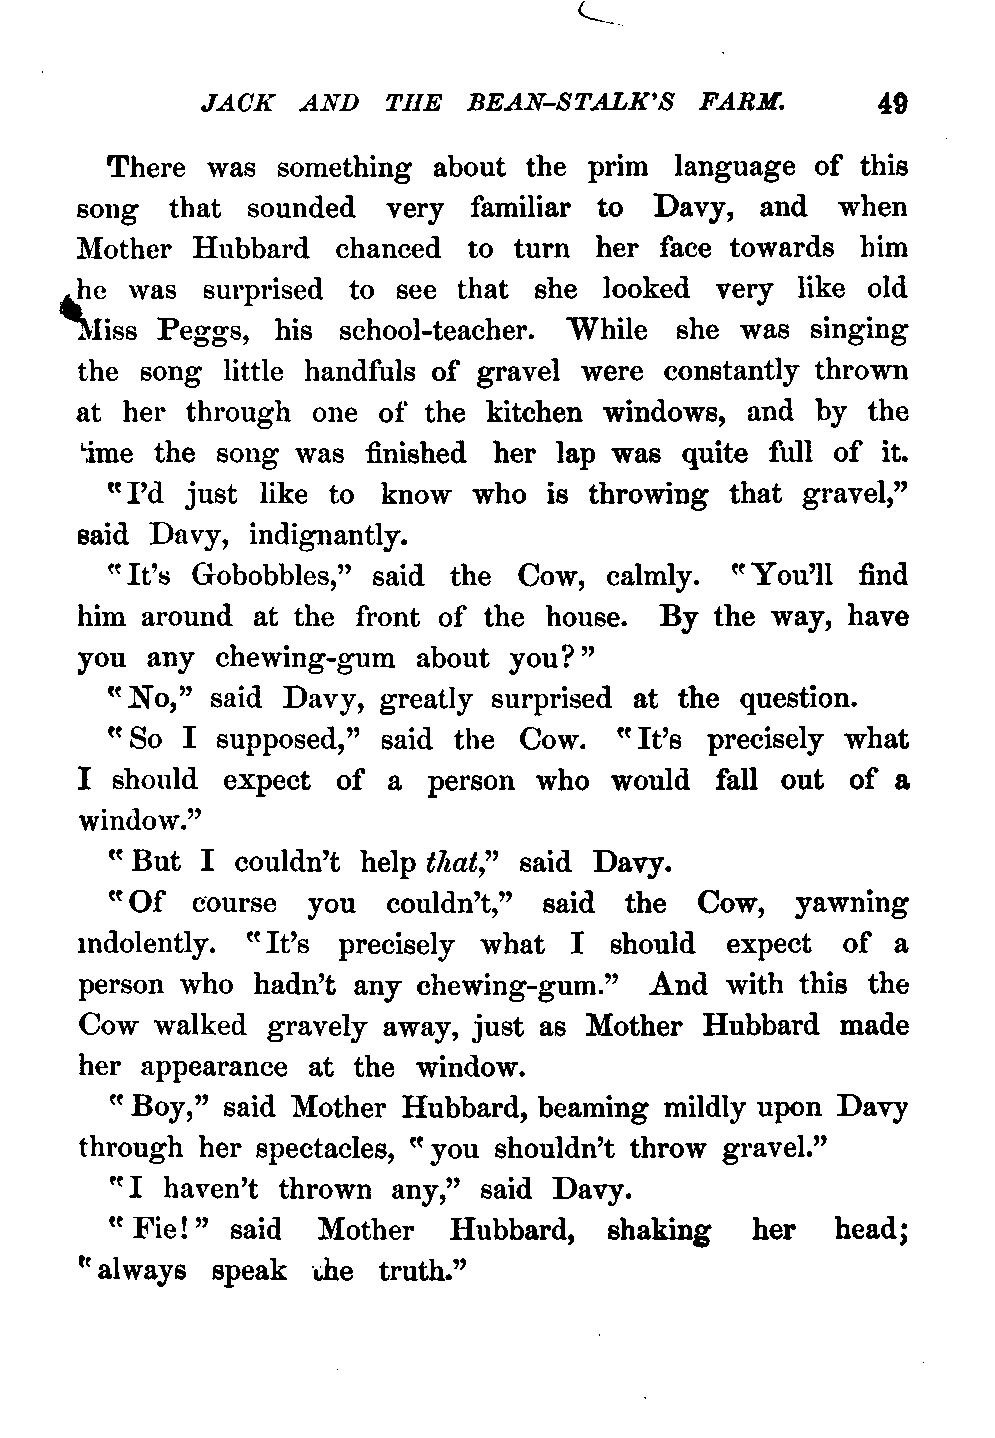 JACK AND THE BEAN-STALK'S FARM. 49
There was something about the prim language of this
song that sounded very familiar to Davy, and when
Mother Hubbard chanced to turn her face towards him
he was surprised to see that she looked very like old
Miss Peggs, his school-teacher. While she was singing
the song little handfuls of gravel were constantly thrown
at her through one of the kitchen windows, and by the
time the song was finished her lap was quite full of it.
"I'd just like to know who is throwing that gravel,"
said Davy, indignantly.
"It's Gobobbles," said the Cow, calmly. "You'll find
him around at the front of the house. By the way, have
you any chewing-gum about you?"
"No," said Davy, greatly surprised at the question.
"So I supposed," said the Cow. "It's precisely what
I should expect of a person who would fall out of a
window."
"But I couldn't help that," said Davy.
"Of course you couldn't," said the Cow, yawning
indolently. "It's precisely what I should expect of a
person who hadn't any chewing-gum." And with this the
Cow walked gravely away, just as Mother Hubbard made
her appearance at the window.
"Boy," said Mother Hubbard, beaming mildly upon Davy
through her spectacles, "you shouldn't throw gravel."
"I haven't thrown any," said Davy.
"Fie!" said Mother Hubbard, shaking her head;
"always speak the truth."